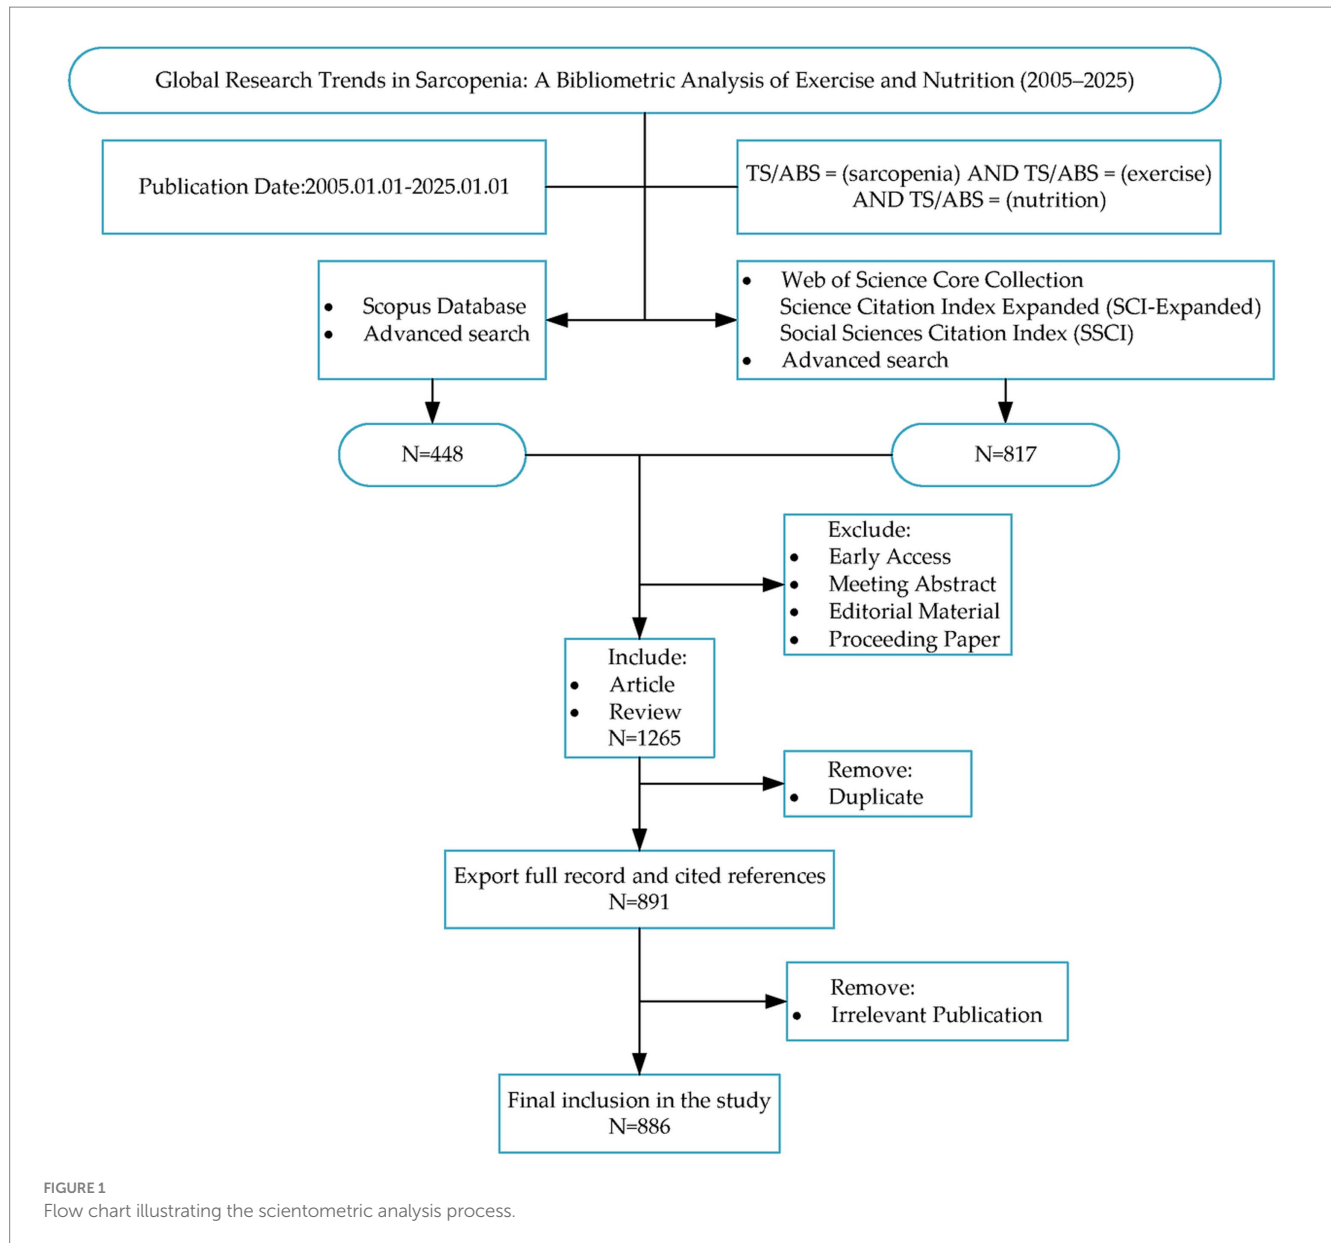 Global Research Trends in Sarcopenia: A Bibliometric Analysis of Exercise and Nutrition (2005–2025)
Publication Date:2005.01.01-2025.01.01
TS/ABS = (sarcopenia) AND TS/ABS = (exercise)
AND TS/ABS = (nutrition)
• Scopus Database
• Advanced search
• Web of Science Core Collection
Science Citation Index Expanded (SCI-Expanded)
Social Sciences Citation Index (SSCI)
• Advanced search
N=448
N=817
Exclude:
• Early Access
• Meeting Abstract
• Editorial Material
• Proceeding Paper
Include:
• Article
• Review
N=1265
Remove:
• Duplicate
Export full record and cited references
N=891
Remove:
• Irrelevant Publication
Final inclusion in the study
N=886
FIGURE 1
Flow chart illustrating the scientometric analysis process.